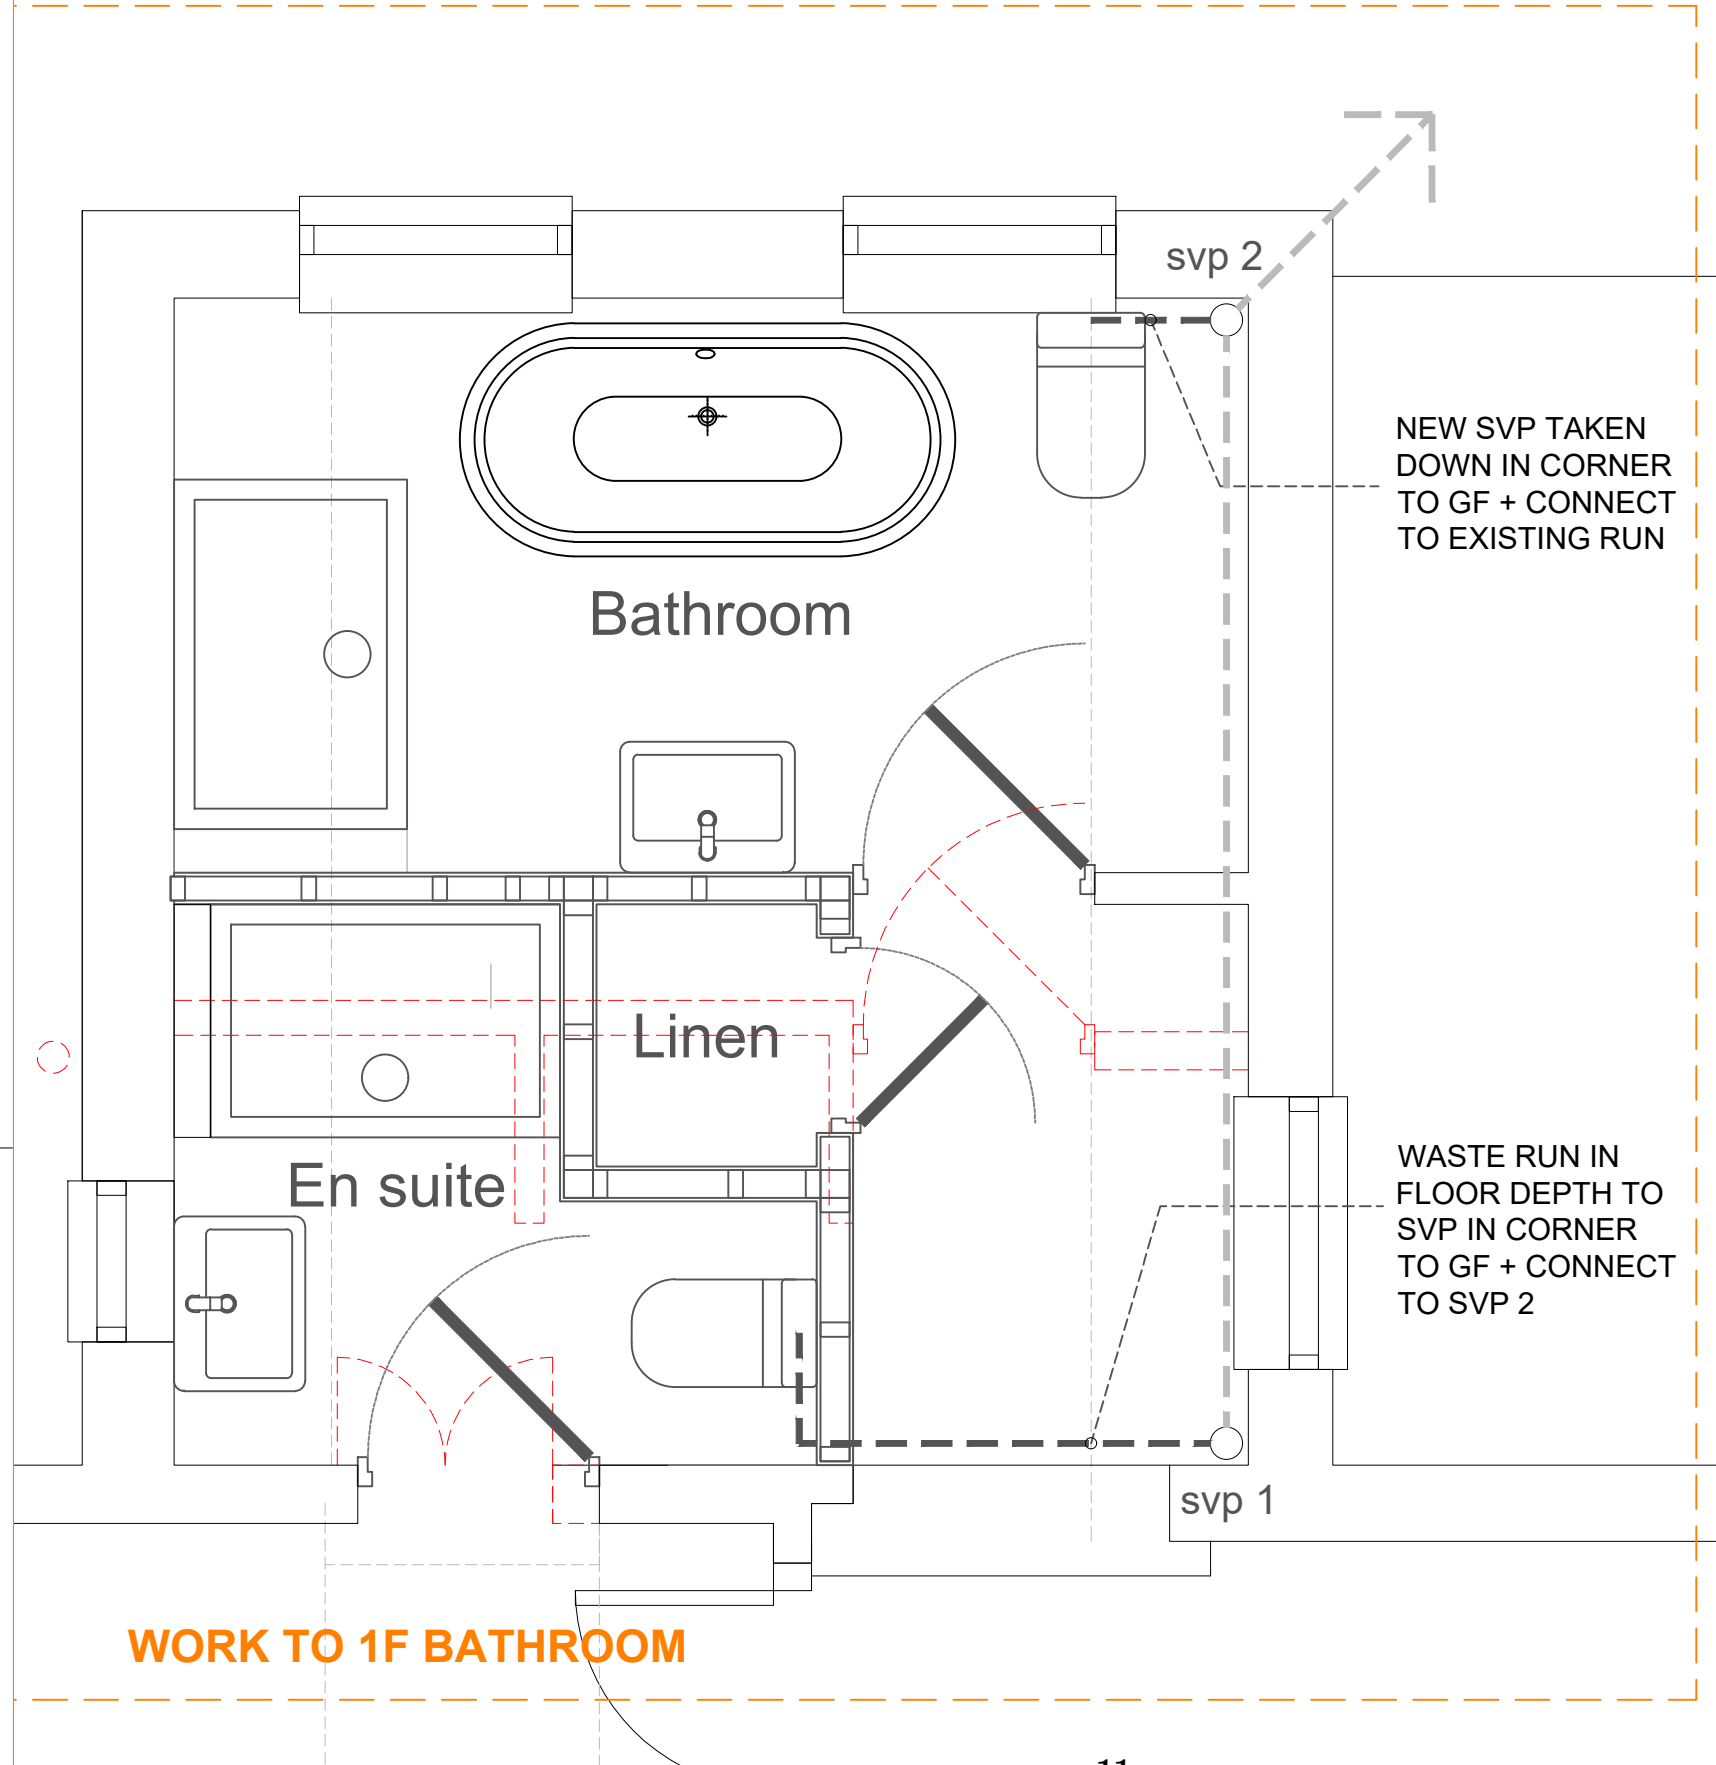 svp 2
NEW SVP TAKEN
DOWN IN CORNER
TO GF + CONNECT
TO EXISTING RUN
Bathroom
Linen
En suite
WASTE RUN IN
FLOOR DEPTH TO
SVP IN CORNER
TO GF + CONNECT
TO SVP 2
svp 1
WORK TO 1F BATHROOM